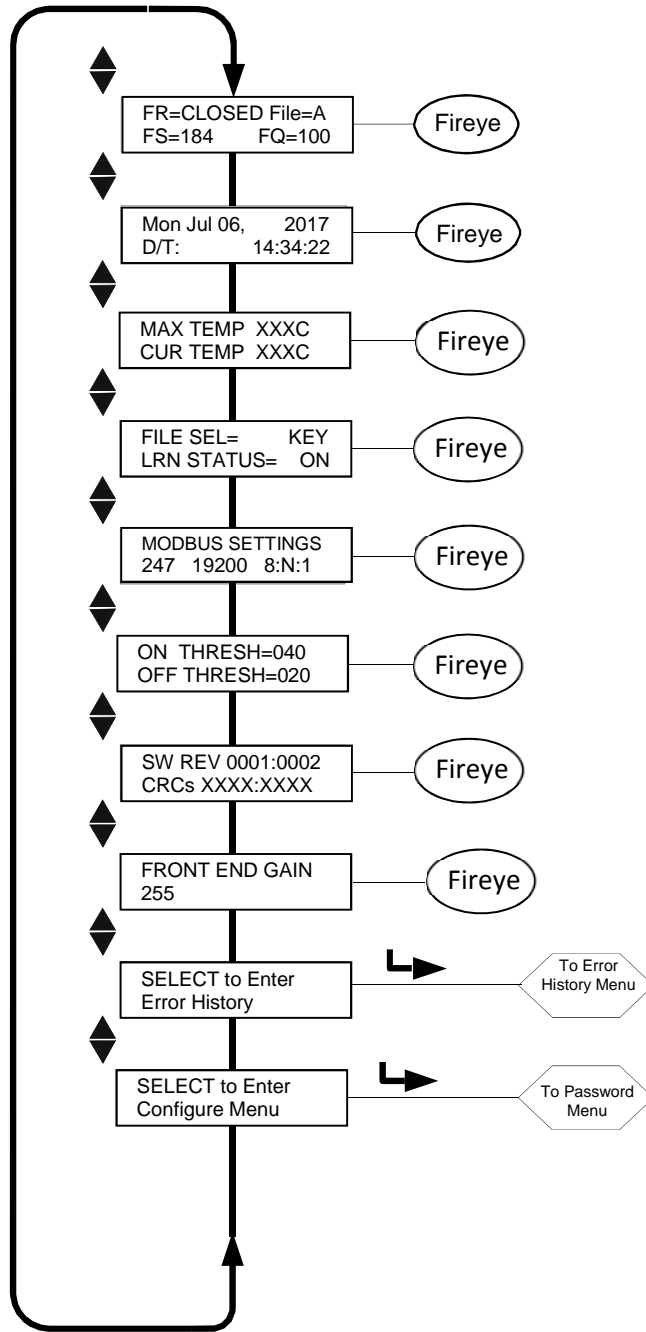 FR=CLOSED File=A
FS=184 FQ=100
Fireye
Mon Jul 06, 2017
D/T: 14:34:22
Fireye
MAX TEMP XXXC
CUR TEMP XXXC
Fireye
FILE SEL= KEY
LRN STATUS= ON
Fireye
MODBUS SETTINGS
247 19200 8:N:1
Fireye
ON THRESH=040
OFF THRESH=020
Fireye
SW REV 0001:0002
CRCs XXXX:XXXX
Fireye
FRONT END GAIN
255
Fireye
SELECT to Enter
Error History
To Error
History Menu
SELECT to Enter
Configure Menu
To Password
Menu